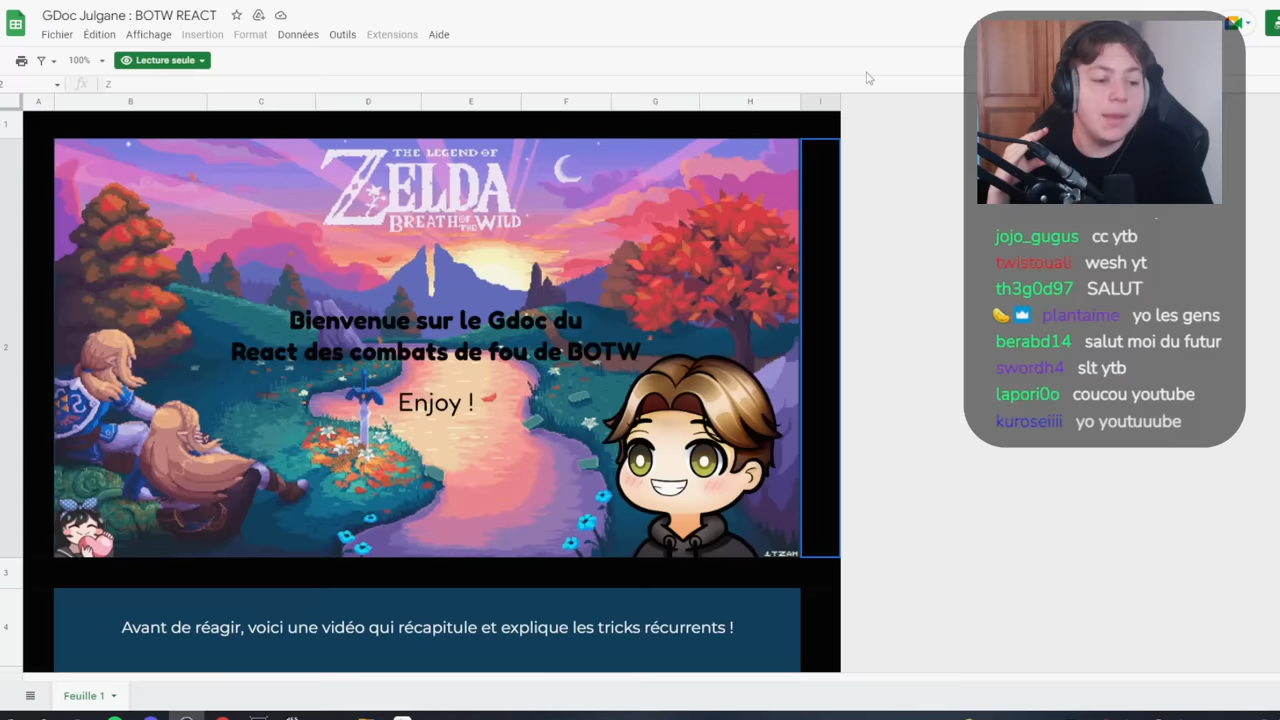 GDoc Julgane : BOTW REACT
Fichier Édition Affichage Insertion Format Données Outils Extensions Aide
100% Lecture seule
Z
A B C D E F G H I
1
THE LEGEND OF
ZELDA
BREATH OF THE WILD
Bienvenue sur le Gdoc du
React des combats de fou de BOTW
2
Enjoy !
ITZAH
3
4
Avant de réagir, voici une vidéo qui récapitule et explique les tricks récurrents !
Feuille 1
jojo_gugus cc ytb
twistouali wesh yt
th3g0d97 SALUT
plantaime yo les gens
berabd14 salut moi du futur
swordh4 slt ytb
lapori0o coucou youtube
kuroseiiii yo youtuuube